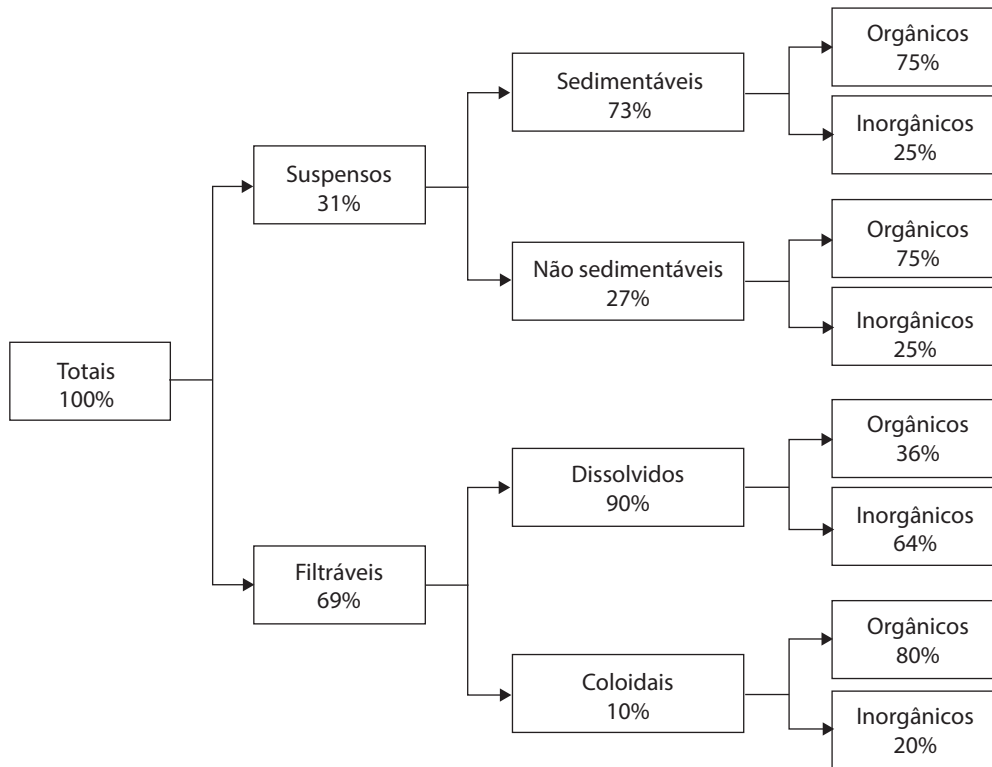 Totais
100%
Suspensos
31%
Filtráveis
69%
Sedimentáveis
73%
Não sedimentáveis
27%
Dissolvidos
90%
Coloidais
10%
Orgânicos
75%
Inorgânicos
25%
Orgânicos
75%
Inorgânicos
25%
Orgânicos
36%
Inorgânicos
64%
Orgânicos
80%
Inorgânicos
20%